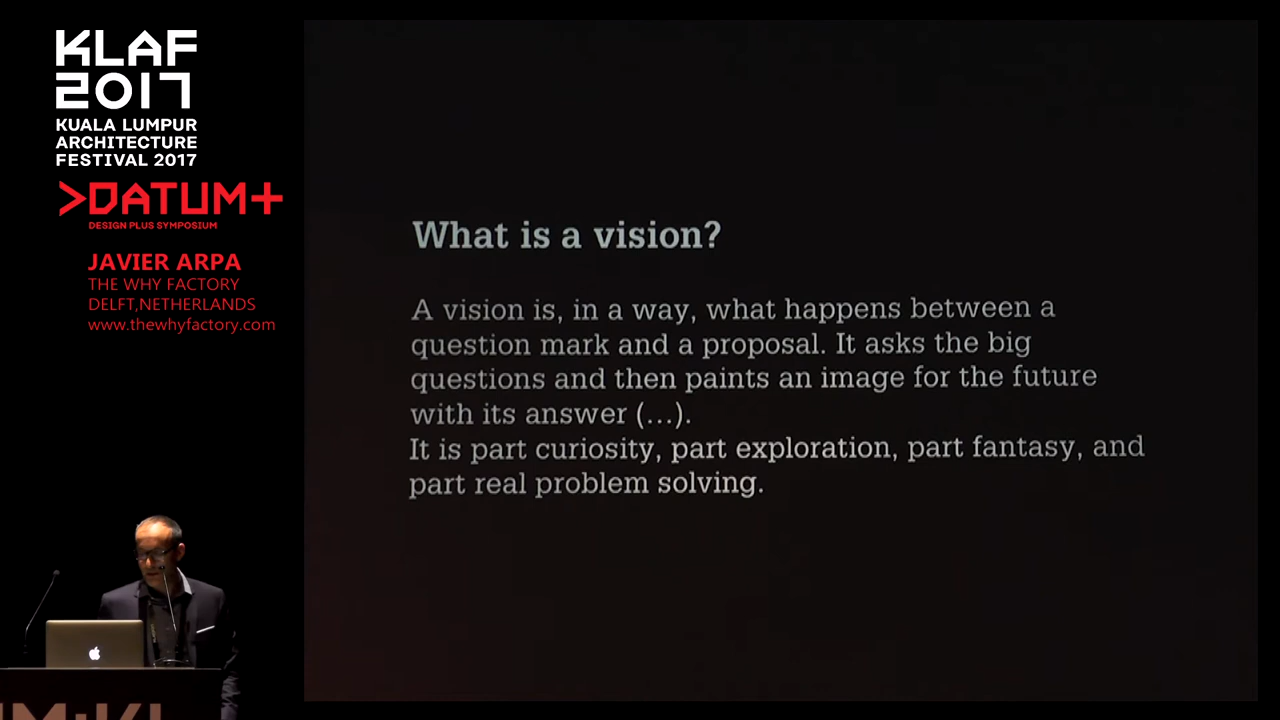 KLAF
2017
KUALA LUMPUR
ARCHITECTURE
FESTIVAL 2017
>DATUM+
DESIGN PLUS SYMPOSIUM
JAVIER ARPA
THE WHY FACTORY
DELFT,NETHERLANDS
www.thewhyfactory.com
What is a vision?
A vision is, in a way, what happens between a
question mark and a proposal. It asks the big
questions and then paints an image for the future
with its answer (...).
It is part curiosity, part exploration, part fantasy, and
part real problem solving.